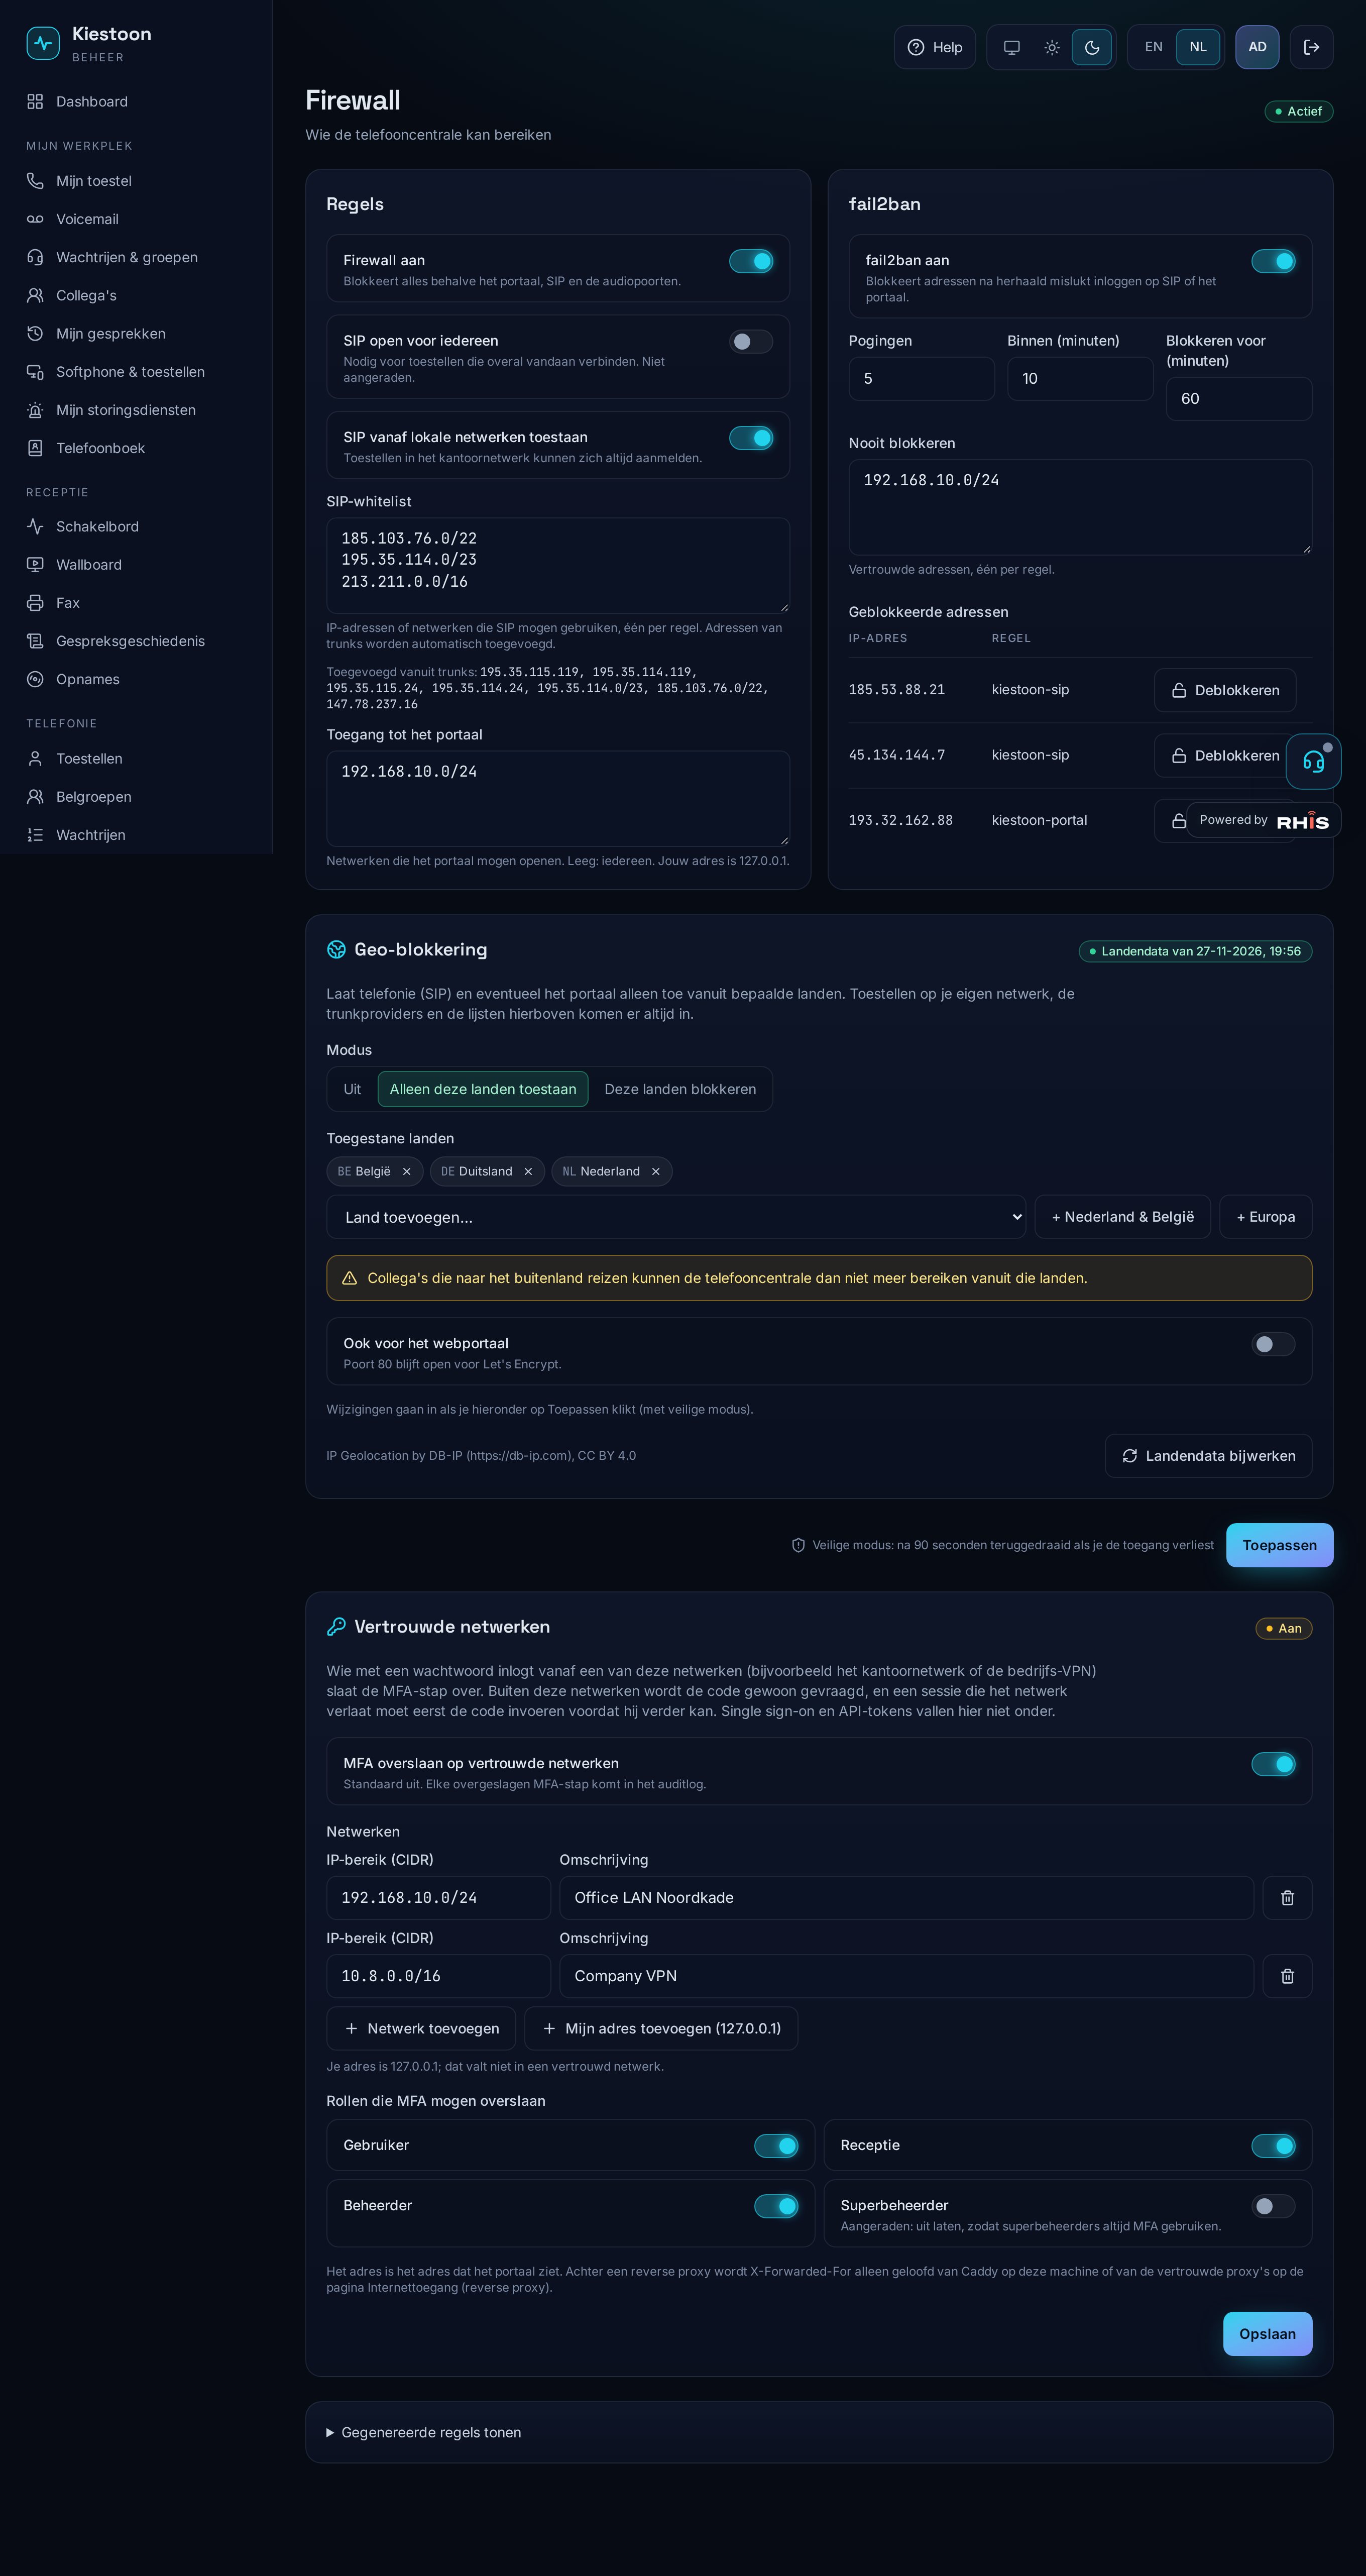 Kiestoon
BEHEER
Dashboard
MIJN WERKPLEK
Mijn toestel
Voicemail
Wachtrijen & groepen
Collega's
Mijn gesprekken
Softphone & toestellen
Mijn storingsdiensten
Telefoonboek
RECEPTIE
Schakelbord
Wallboard
Fax
Gespreksgeschiedenis
Opnames
TELEFONIE
Toestellen
Belgroepen
Wachtrijen
Help
EN
NL
AD
Firewall
Wie de telefooncentrale kan bereiken
Actief
Regels
Firewall aan
Blokkeert alles behalve het portaal, SIP en de audiopoorten.
SIP open voor iedereen
Nodig voor toestellen die overal vandaan verbinden. Niet
aangeraden.
SIP vanaf lokale netwerken toestaan
Toestellen in het kantoornetwerk kunnen zich altijd aanmelden.
SIP-whitelist
185.103.76.0/22
195.35.114.0/23
213.211.0.0/16
IP-adressen of netwerken die SIP mogen gebruiken, één per regel. Adressen van
trunks worden automatisch toegevoegd.
Toegevoegd vanuit trunks: 195.35.115.119, 195.35.114.119,
195.35.115.24, 195.35.114.24, 195.35.114.0/23, 185.103.76.0/22,
147.78.237.16
Toegang tot het portaal
192.168.10.0/24
Netwerken die het portaal mogen openen. Leeg: iedereen. Jouw adres is 127.0.0.1.
fail2ban
fail2ban aan
Blokkert adressen na herhaald mislukt inloggen op SIP of het
portaal.
Pogingen
Binnen (minuten)
Blokkeren voor
(minuten)
5
10
60
Nooit blokkeren
192.168.10.0/24
Vertrouwde adressen, één per regel.
Geblokkeerde adressen
IP-ADRES REGEL
185.53.88.21 kiestoon-sip Deblokkeren
45.134.144.7 kiestoon-sip Deblokkeren
193.32.162.88 kiestoon-portal
Powered by RHiS
Geo-blokkering
Landendata van 27-11-2026, 19:56
Laat telefonie (SIP) en eventueel het portaal alleen toe vanuit bepaalde landen. Toestellen op je eigen netwerk, de
trunkproviders en de lijsten hierboven komen er altijd in.
Modus
Uit Alleen deze landen toestaan Deze landen blokkeren
Toegestane landen
BE België × DE Duitsland × NL Nederland ×
Land toevoegen...
+ Nederland & België
+ Europa
Collega's die naar het buitenland reizen kunnen de telefooncentrale dan niet meer bereiken vanuit die landen.
Ook voor het webportaal
Poort 80 blijft open voor Let's Encrypt.
Wijzigingen gaan in als je hieronder op Toepassen klikt (met veilige modus).
IP Geolocation by DB-IP (https://db-ip.com), CC BY 4.0
Landendata bijwerken
Veilige modus: na 90 seconden teruggedraaid als je de toegang verliest
Toepassen
Vertrouwde netwerken
Aan
Wie met een wachtwoord inlogt vanaf een van deze netwerken (bijvoorbeeld het kantoornetwerk of de bedrijfs-VPN)
slaat de MFA-stap over. Buiten deze netwerken wordt de code gewoon gevraagd, en een sessie die het netwerk
verlaat moet eerst de code invoeren voordat hij verder kan. Single sign-on en API-tokens vallen hier niet onder.
MFA overslaan op vertrouwde netwerken
Standaard uit. Elke overgeslagen MFA-stap komt in het auditlog.
Netwerken
IP-bereik (CIDR) Omschrijving
192.168.10.0/24 Office LAN Noordkade
IP-bereik (CIDR) Omschrijving
10.8.0.0/16 Company VPN
+ Netwerk toevoegen
+ Mijn adres toevoegen (127.0.0.1)
Je adres is 127.0.0.1; dat valt niet in een vertrouwd netwerk.
Rollen die MFA mogen overslaan
Gebruiker
Receptie
Beheerder
Superbeheerder
Aangeraden: uit laten, zodat superbeheerders altijd MFA gebruiken.
Het adres is het adres dat het portaal ziet. Achter een reverse proxy wordt X-Forwarded-For alleen geloofd van Caddy op deze machine of van de vertrouwde proxy's op de
pagina Internettoegang (reverse proxy).
Opslaan
Gegenereerde regels tonen